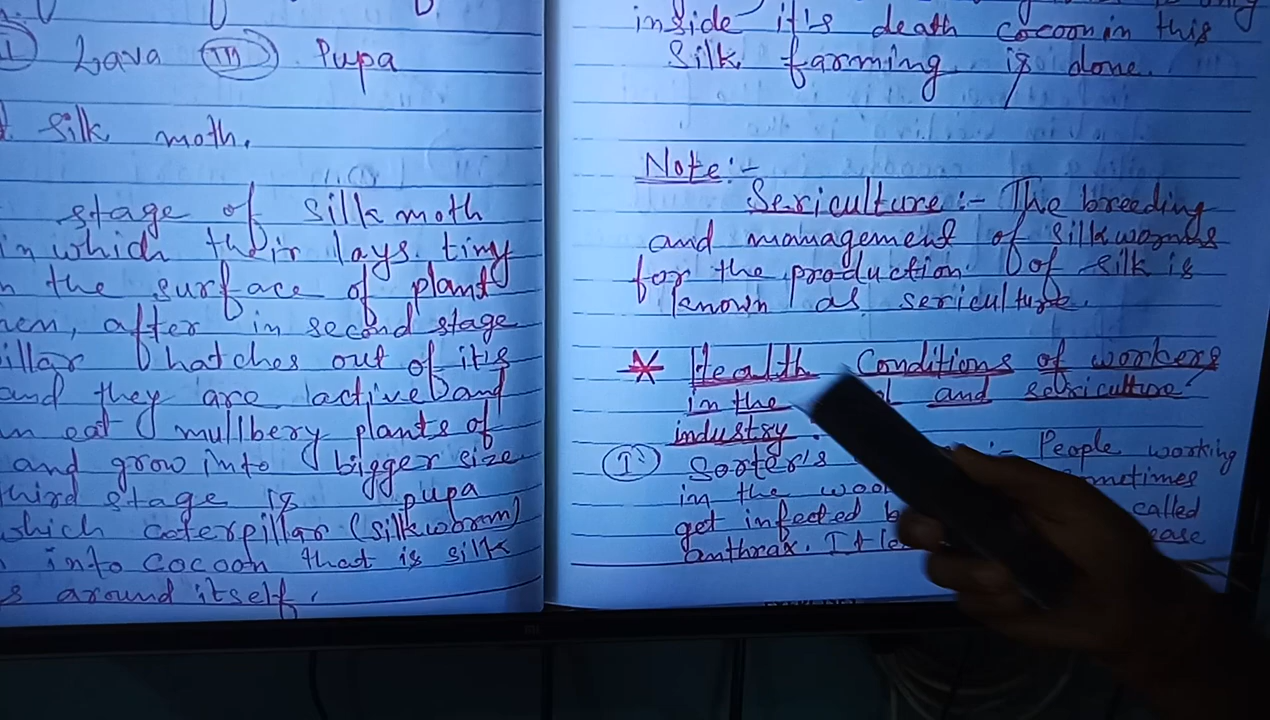 Lava (III) Pupa
silk moth.
stage of silk moth
in which their lays tiny
the surface of plant
after in second stage
hatches out of it's
and they are active and
eat mullbery plants of
and grow into bigger size
third stage is pupa
which caterpillar (silkworm)
into cocoon that is silk
around itself.
inside it's death cocoon in this
silk farming is done.
Note:-
Sericulture :- The breeding
and management of silkworms
for the production of silk is
known as sericulture.
* Health Conditions of workers
in the and sericulture
industry.
(I) Sorter's :- People working
in the
get infected called
anthrax. It